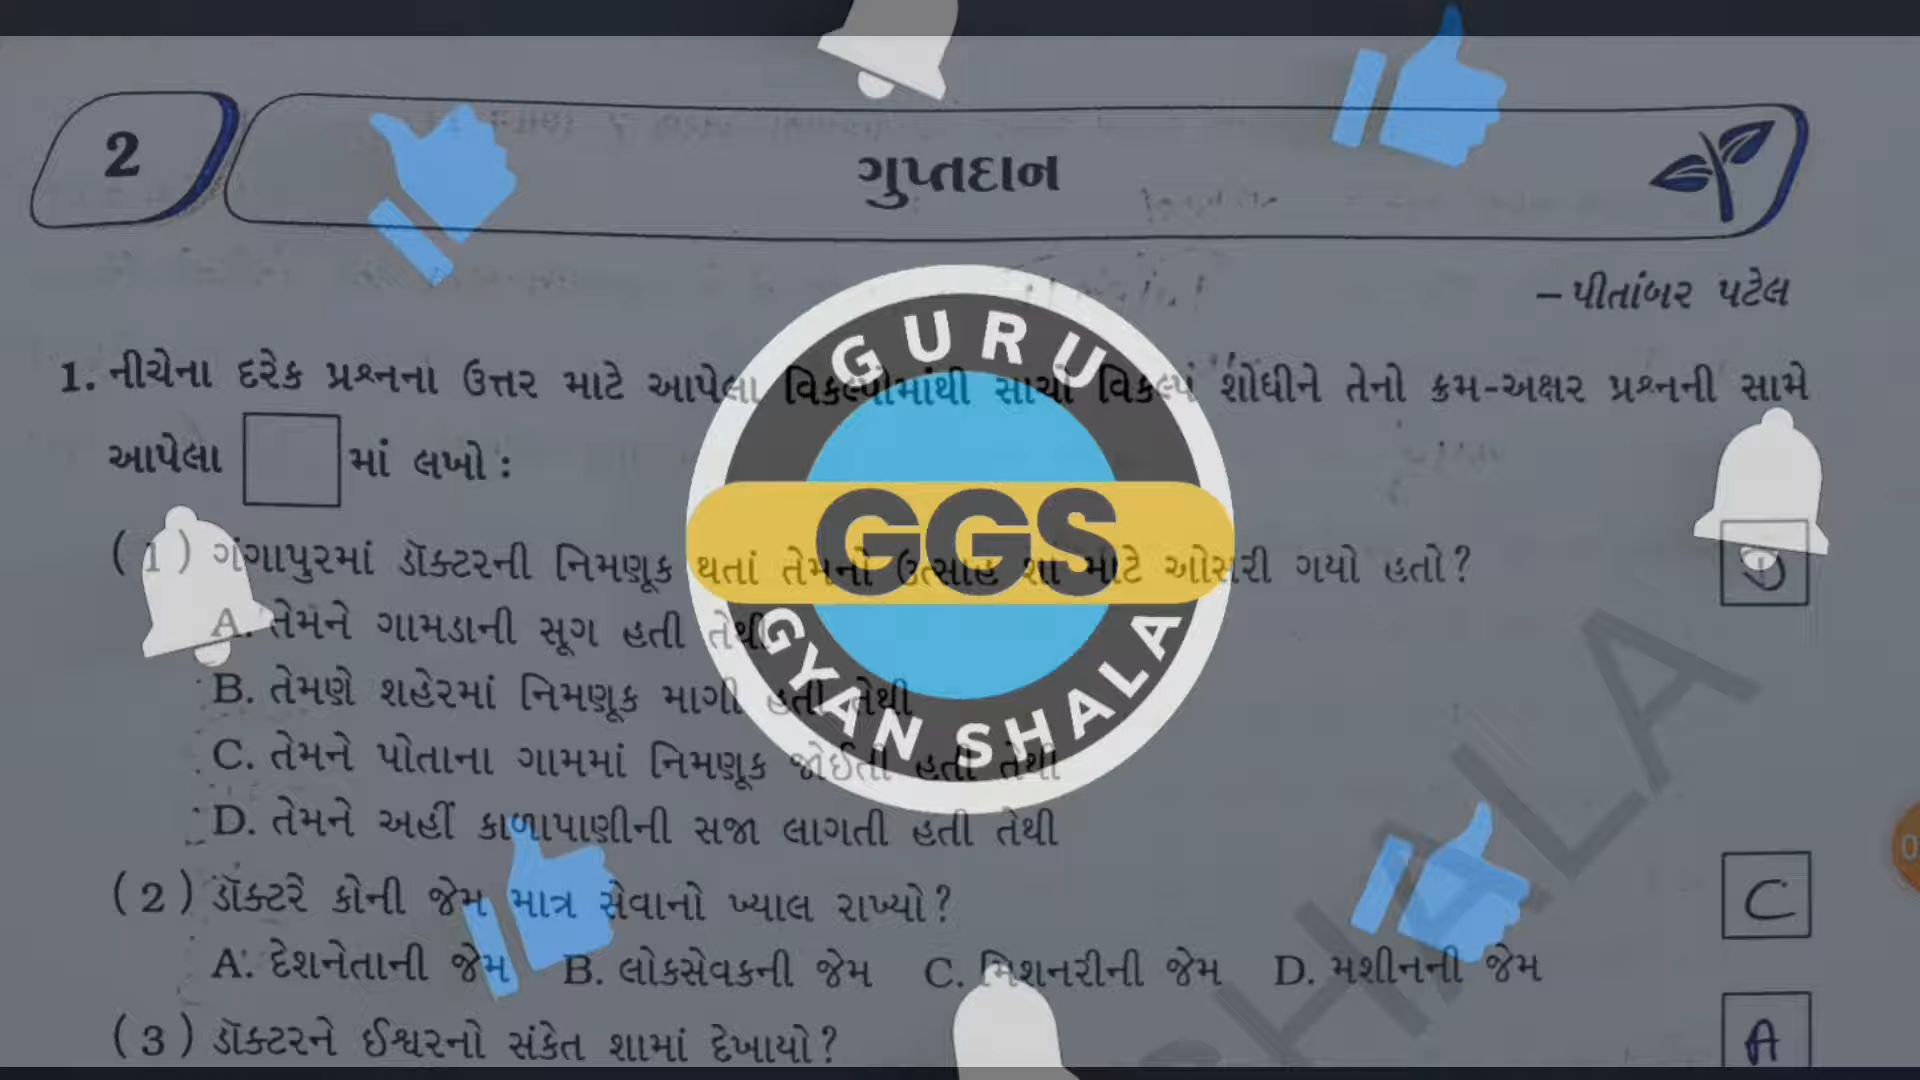 2
ગુપ્તદાન
– પીતાંબર પટેલ
1. નીચેના દરેક પ્રશ્નનો ઉત્તર માટે આપેલા વિકલ્પોમાંથી સાચો વિકલ્પ શોધીને તેનો ક્રમ-અક્ષર પ્રશ્નની સામે
આપેલા માં લખો :
(1) ગંગાપુરમાં ડૉક્ટરની નિમણૂક થતાં તેમનો ઉત્સાહ શા માટે ઓસરી ગયો હતો? D
A. તેમને ગામડાની સૂગ હતી તેથી
B. તેમણે શહેરમાં નિમણૂક માગી હતી તેથી
C. તેમને પોતાના ગામમાં નિમણૂક જોઈતી હતી તેથી
D. તેમને અહીં કાળાપાણીની સજા લાગતી હતી તેથી
(2) ડૉક્ટરે કોની જેમ માત્ર સેવાનો ખ્યાલ રાખ્યો? C
A. દેશનેતાની જેમ B. લોકસેવકની જેમ C. મિશનરીની જેમ D. મશીનની જેમ
(3) ડૉક્ટરને ઈશ્વરનો સંકેત શામાં દેખાયો? A
GURU
GGS
GYAN SHALA
SHALA